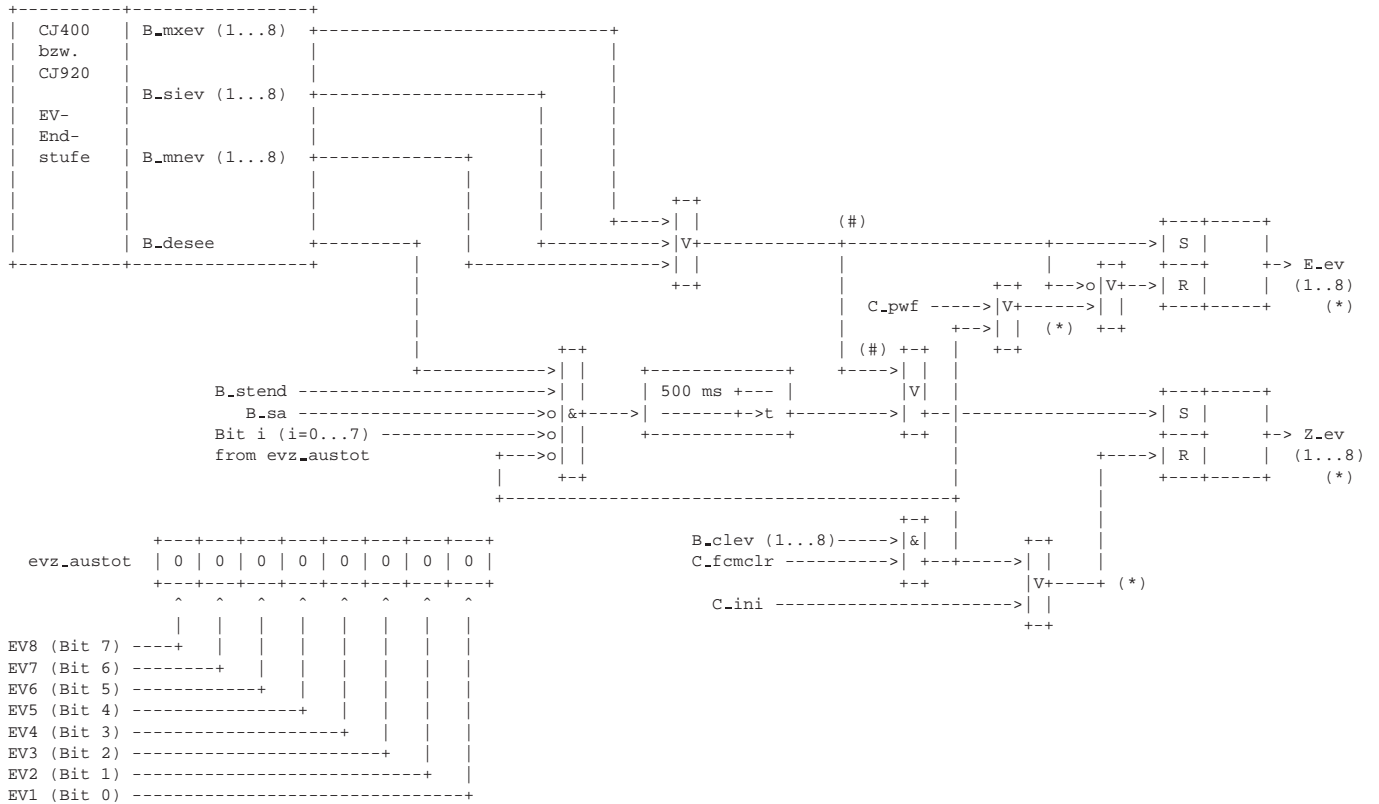 CJ400 B_mxev (1...8)
bzw.
CJ920
B_siev (1...8)
EV-
End-
stufe B_mnev (1...8)
(#)
B_desee V S
E_ev
C_pwf V o V R (1..8)
(*) (*)
(#)
B_stend 500 ms V
B_sa o & t S
Bit i (i=0...7) o Z_ev
from evz_austot o R (1...8)
(*)
B_clev (1...8) &
evz_austot 0 0 0 0 0 0 0 0 C_fcmclr
V (*)
C_ini
EV8 (Bit 7)
EV7 (Bit 6)
EV6 (Bit 5)
EV5 (Bit 4)
EV4 (Bit 3)
EV3 (Bit 2)
EV2 (Bit 1)
EV1 (Bit 0)